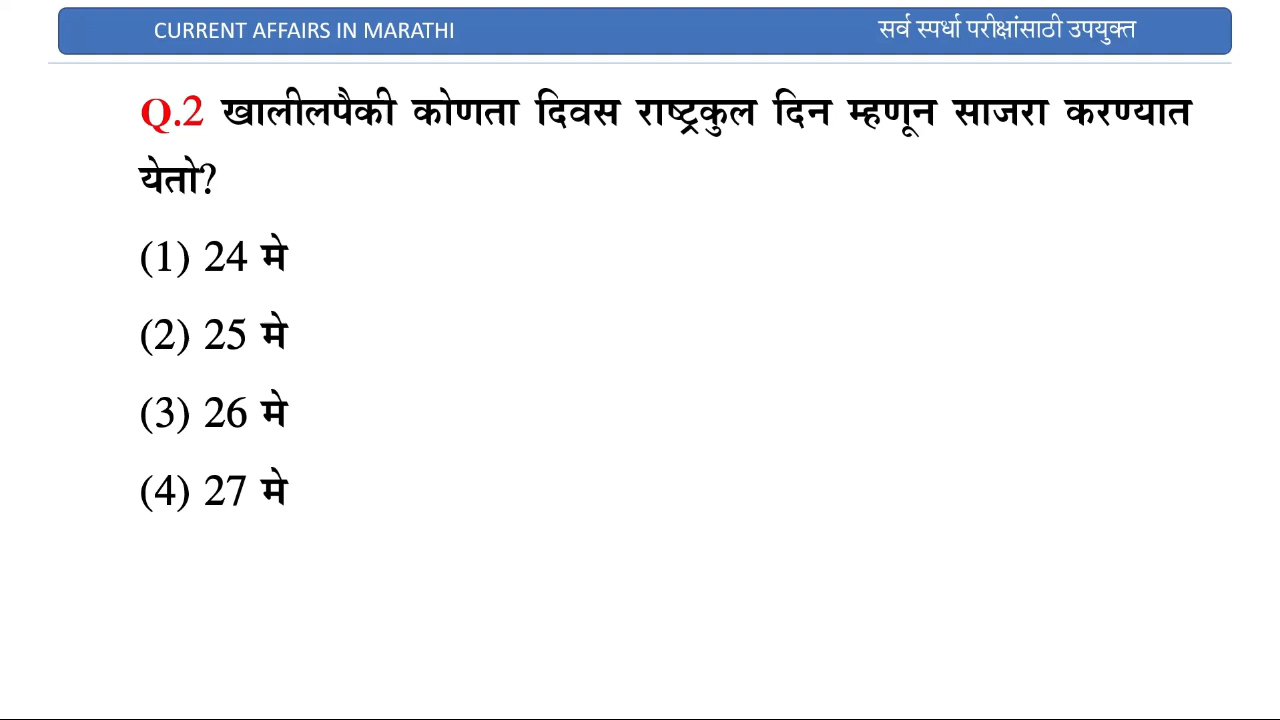 CURRENT AFFAIRS IN MARATHI सर्व स्पर्धा परीक्षांसाठी उपयुक्त
Q.2 खालीलपैकी कोणता दिवस राष्ट्रकुल दिन म्हणून साजरा करण्यात
येतो?
(1) 24 मे
(2) 25 मे
(3) 26 मे
(4) 27 मे